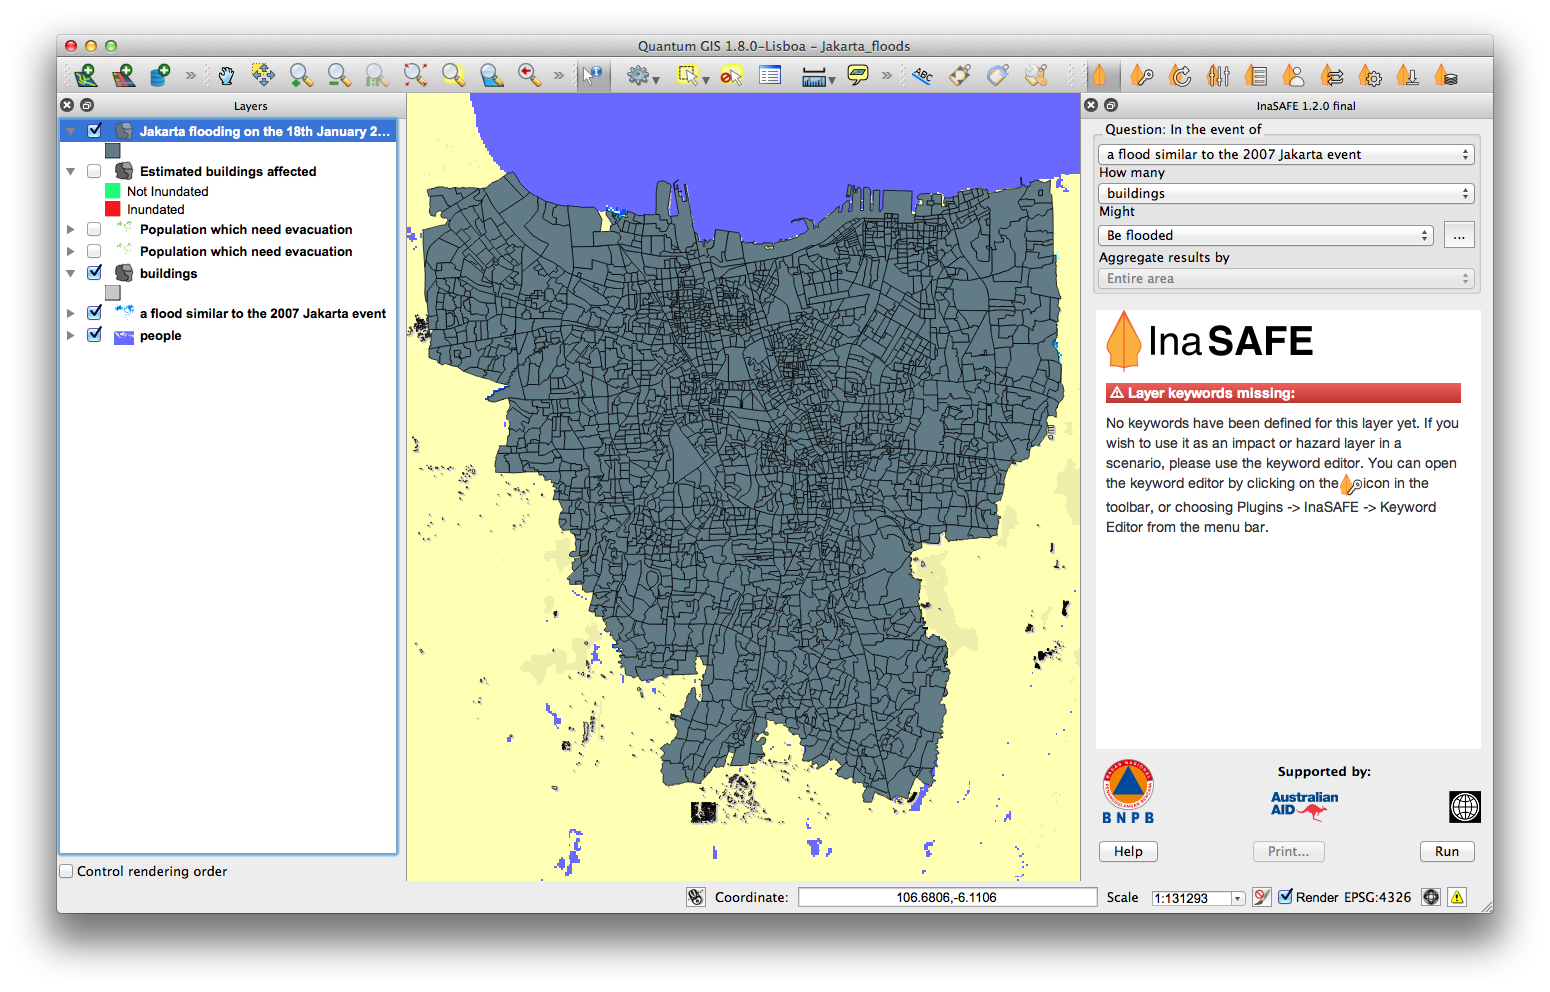 Quantum GIS 1.8.0-Lisboa - Jakarta_floods
»
»
ABC
»
Layers
Jakarta flooding on the 18th January 2...
Estimated buildings affected
Not Inundated
Inundated
Population which need evacuation
Population which need evacuation
buildings
a flood similar to the 2007 Jakarta event
people
Control rendering order
InaSAFE 1.2.0 final
Question: In the event of
a flood similar to the 2007 Jakarta event
How many
buildings
Might
Be flooded
...
Aggregate results by
Entire area
InaSAFE
Layer keywords missing:
No keywords have been defined for this layer yet. If you
wish to use it as an impact or hazard layer in a
scenario, please use the keyword editor. You can open
the keyword editor by clicking on the icon in the
toolbar, or choosing Plugins -> InaSAFE -> Keyword
Editor from the menu bar.
BNPB
Supported by:
Australian
AID
Help
Print...
Run
Coordinate:
106.6806,-6.1106
Scale
1:131293
Render
EPSG:4326